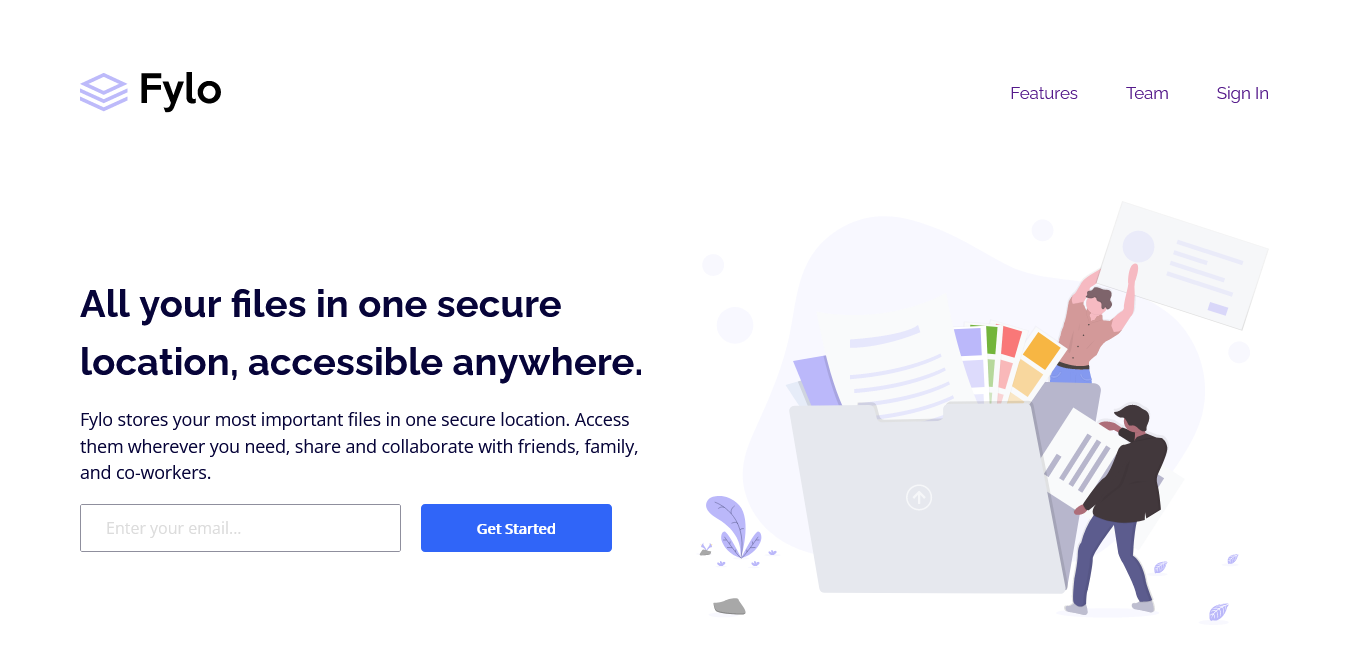 Fylo
Features Team Sign In
All your files in one secure
location, accessible anywhere.
Fylo stores your most important files in one secure location. Access
them wherever you need, share and collaborate with friends, family,
and co-workers.
Enter your email...
Get Started